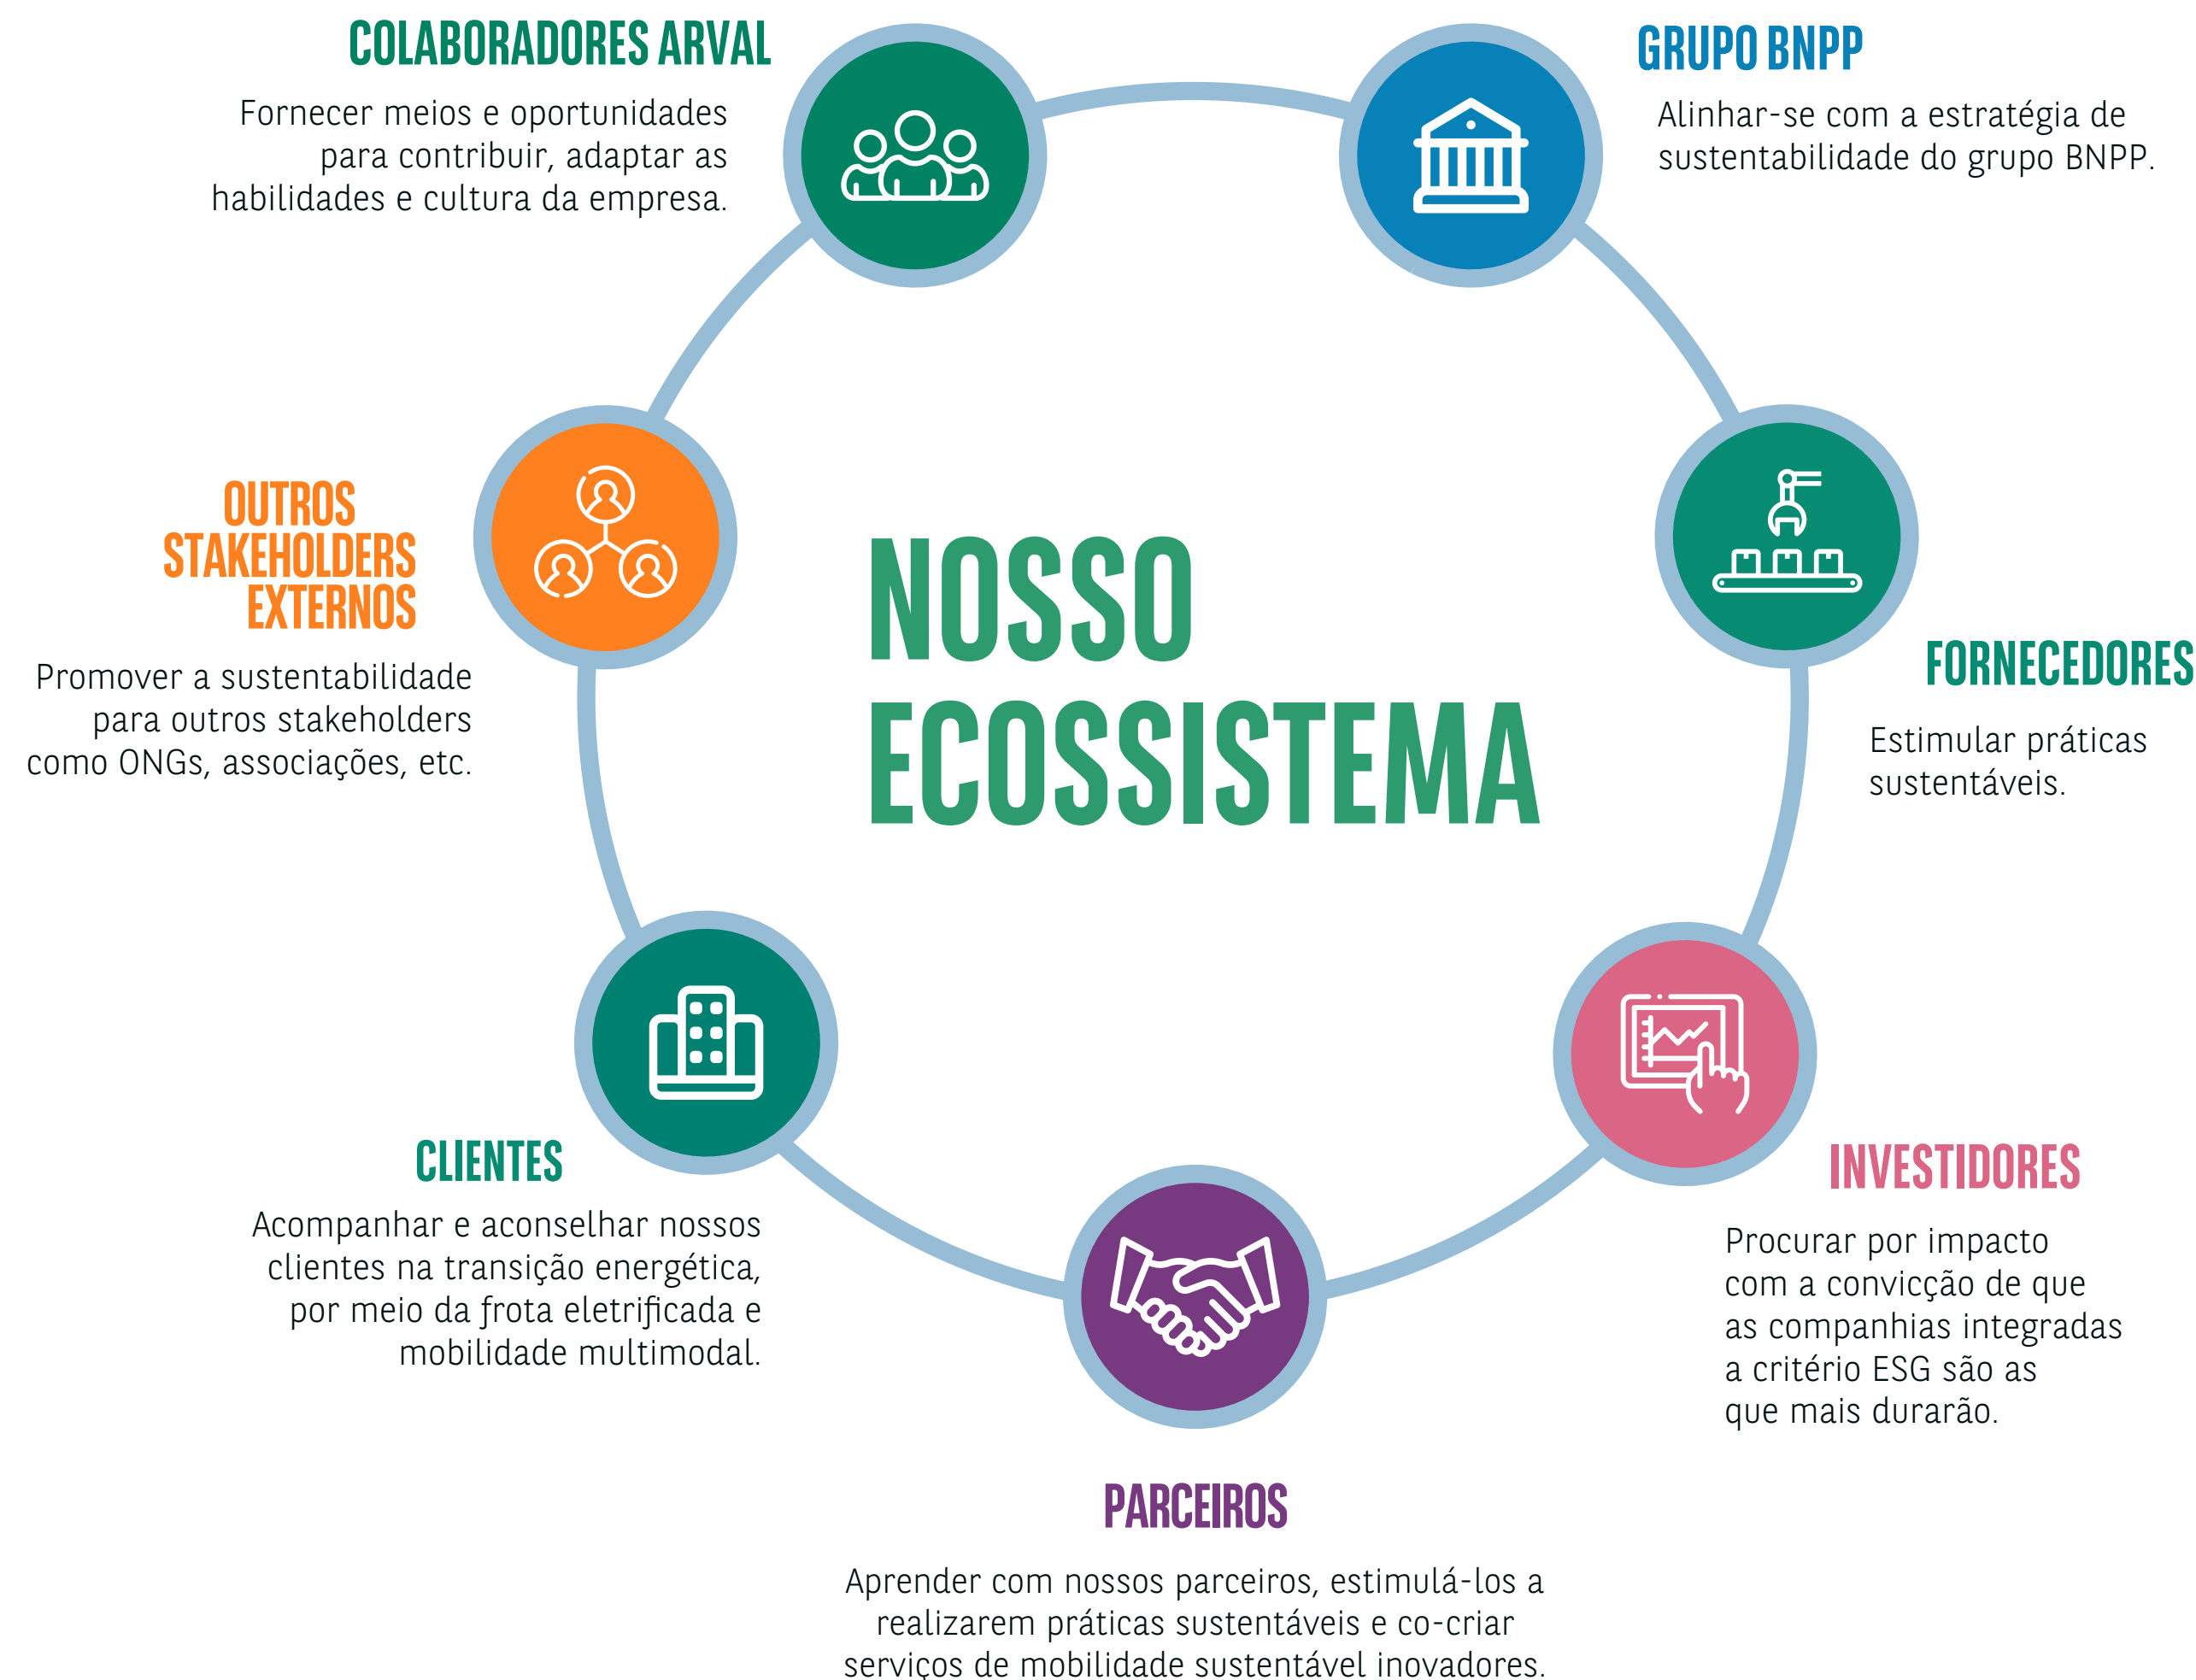 COLABORADORES ARVAL
Fornecer meios e oportunidades
para contribuir, adaptar as
habilidades e cultura da empresa.
GRUPO BNPP
Alinhar-se com a estratégia de
sustentabilidade do grupo BNPP.
OUTROS
STAKEHOLDERS
EXTERNOS
Promover a sustentabilidade
para outros stakeholders
como ONGs, associações, etc.
NOSSO
ECOSSISTEMA
FORNECEDORES
Estimular práticas
sustentáveis.
CLIENTES
Acompanhar e aconselhar nossos
clientes na transição energética,
por meio da frota eletrificada e
mobilidade multimodal.
INVESTIDORES
Procurar por impacto
com a convicção de que
as companhias integradas
a critério ESG são as
que mais durarão.
PARCEIROS
Aprender com nossos parceiros, estimulá-los a
realizarem práticas sustentáveis e co-criar
serviços de mobilidade sustentável inovadores.